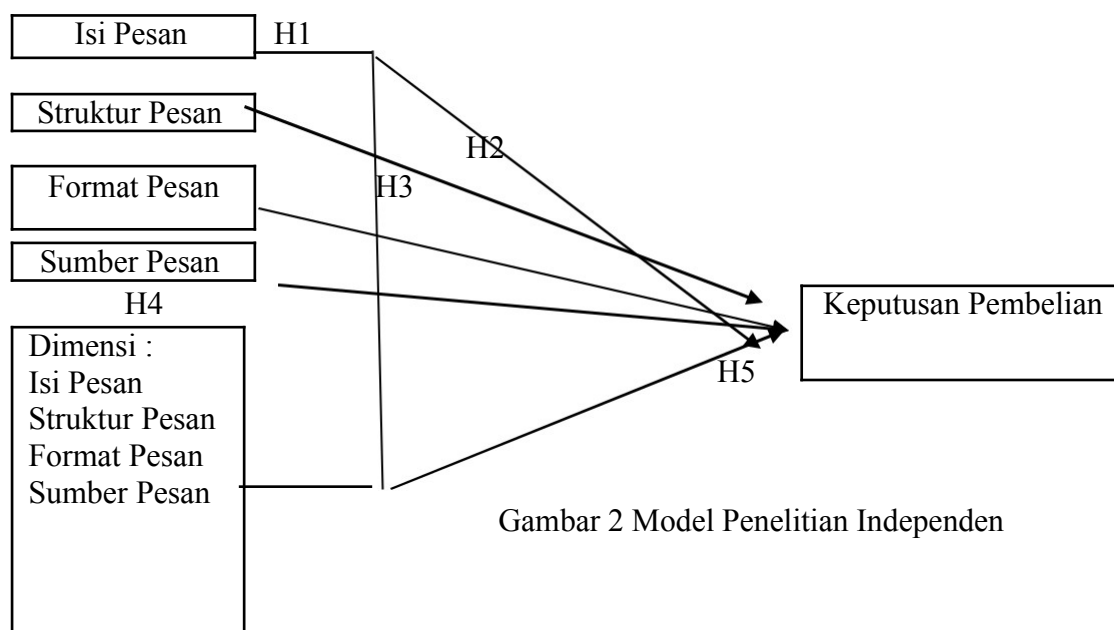 Isi Pesan
H1
Struktur Pesan
H2
Format Pesan
H3
Sumber Pesan
H4
Keputusan Pembelian
Dimensi :
Isi Pesan
Struktur Pesan
Format Pesan
Sumber Pesan
H5
Gambar 2 Model Penelitian Independen